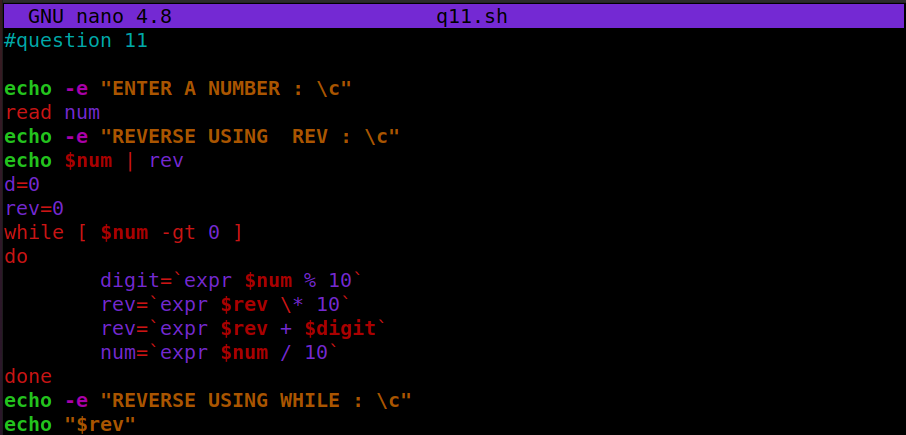 GNU nano 4.8 q11.sh
#question 11
echo -e "ENTER A NUMBER : \c"
read num
echo -e "REVERSE USING  REV : \c"
echo $num | rev
d=0
rev=0
while [ $num -gt 0 ]
do
        digit=`expr $num % 10`
        rev=`expr $rev \* 10`
        rev=`expr $rev + $digit`
        num=`expr $num / 10`
done
echo -e "REVERSE USING WHILE : \c"
echo "$rev"